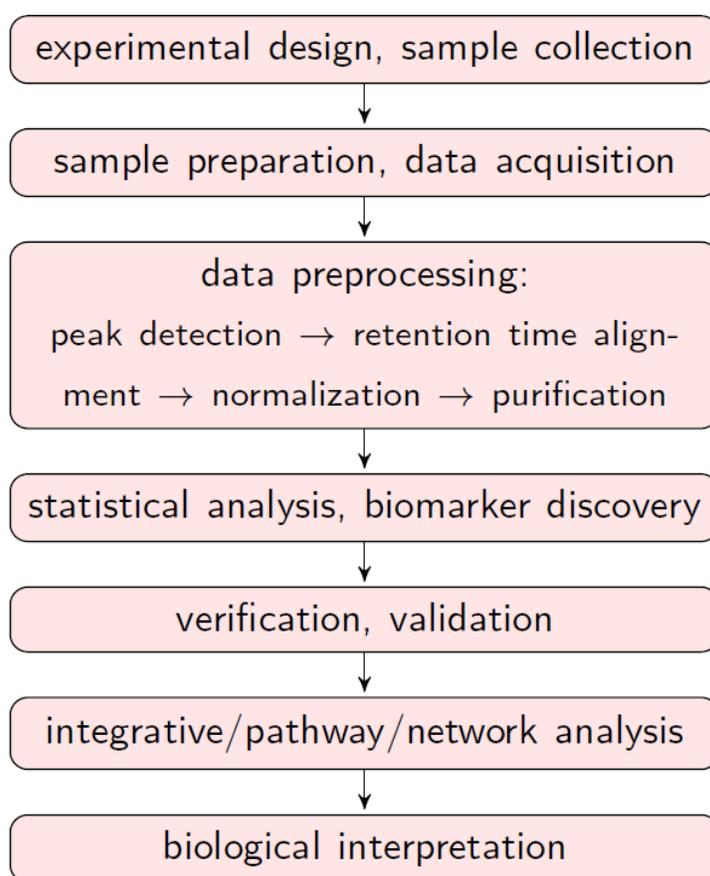 experimental design, sample collection
sample preparation, data acquisition
data preprocessing:
peak detection → retention time align-
ment → normalization → purification
statistical analysis, biomarker discovery
verification, validation
integrative/pathway/network analysis
biological interpretation